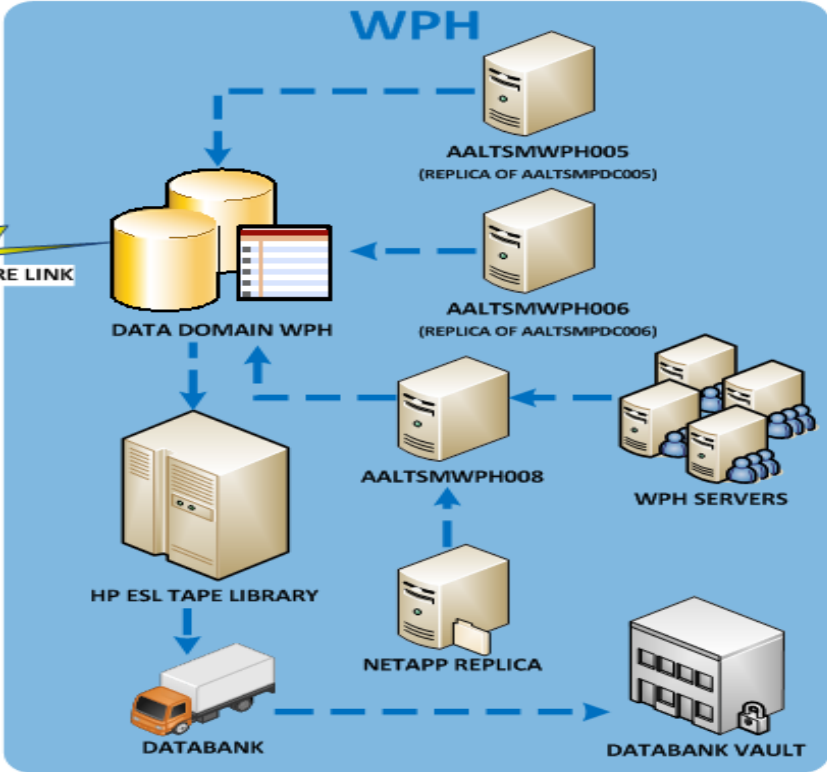 WPH
AALTSMWPH005
(REPLICA OF AALTSMPDC005)
RE LINK
AALTSMWPH006
(REPLICA OF AALTSMPDC006)
DATA DOMAIN WPH
AALTSMWPH008
WPH SERVERS
HP ESL TAPE LIBRARY
NETAPP REPLICA
DATABANK
DATABANK VAULT